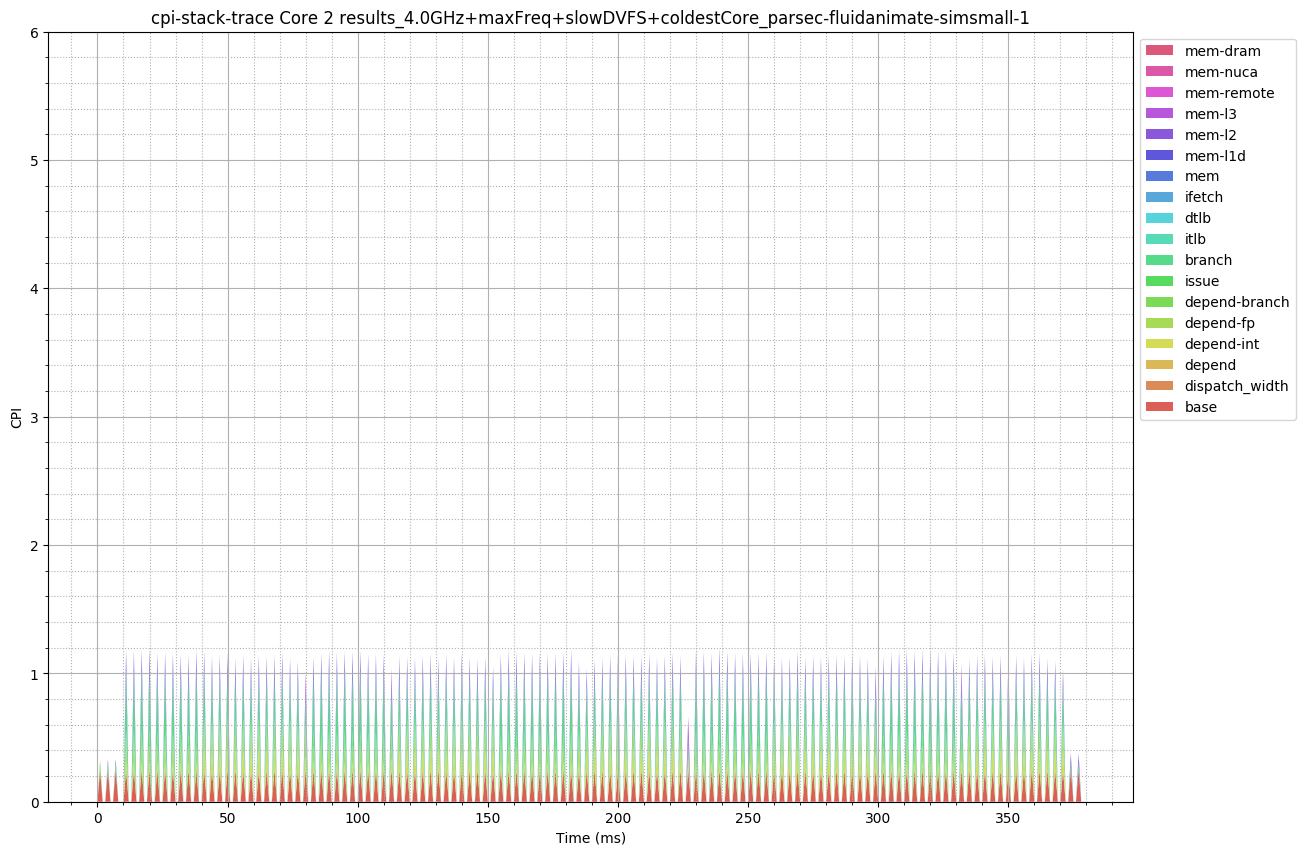 cpi-stack-trace Core 2 results_4.0GHz+maxFreq+slowDVFS+coldestCore_parsec-fluidanimate-simsmall-1
6
5
4
3
2
1
0
CPI
0
50
100
150
200
250
300
350
Time (ms)
mem-dram
mem-nuca
mem-remote
mem-l3
mem-l2
mem-l1d
mem
ifetch
dtlb
itlb
branch
issue
depend-branch
depend-fp
depend-int
depend
dispatch_width
base